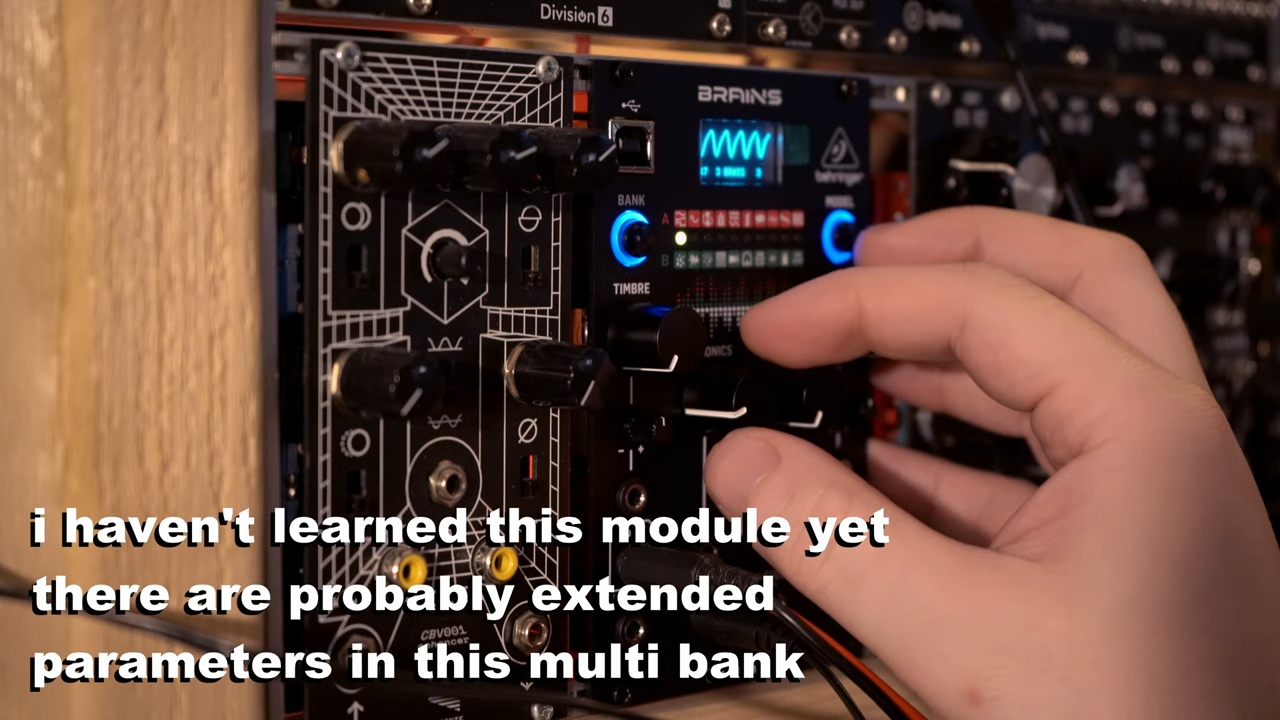 Division 6
BRAINS
behringer
BANK
MODEL
A
B
TIMBRE
i haven't learned this module yet
there are probably extended
parameters in this multi bank
CBV001